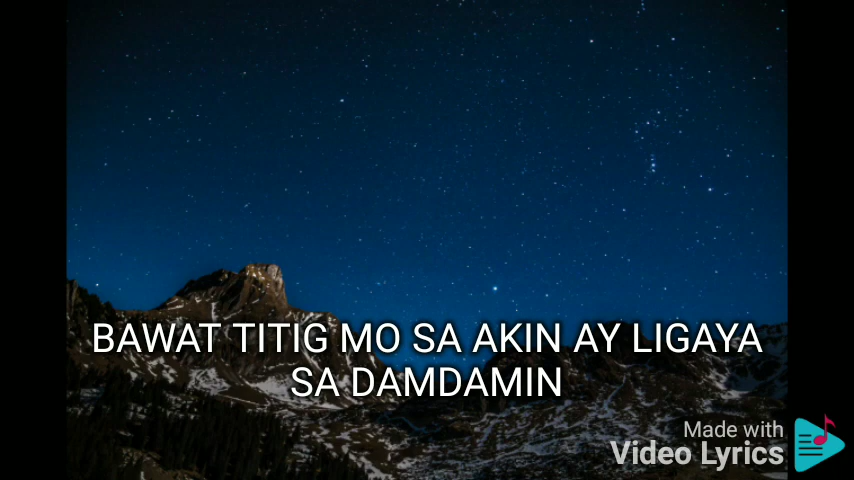 BAWAT TITIG MO SA AKIN AY LIGAYA
SA DAMDAMIN
Made with
Video Lyrics